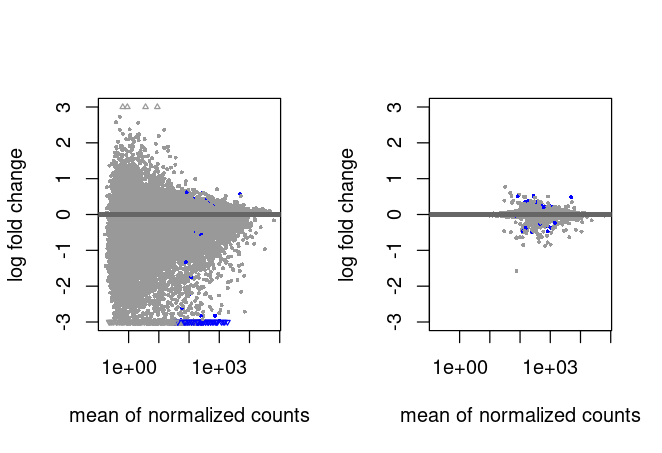 log fold change
3
2
1
0
-1
-2
-3
1e+00
1e+03
mean of normalized counts
log fold change
3
2
1
0
-1
-2
-3
1e+00
1e+03
mean of normalized counts